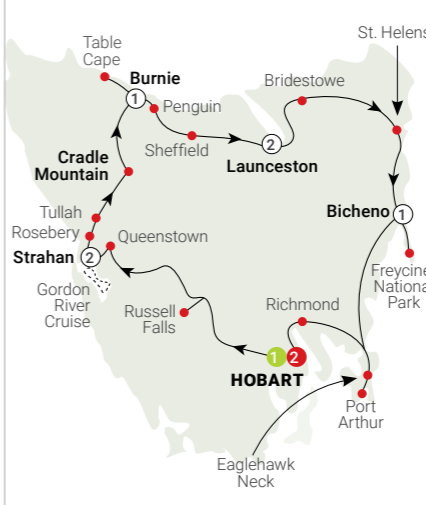 Table
Cape
Burnie
1
Penguin
St. Helens
Bridestowe
Sheffield
2
Launceston
Cradle
Mountain
Bicheno
1
Tullah
Rosebery
Queenstown
Strahan
2
Gordon
River
Cruise
Russell
Falls
Richmond
Freycine
National
Park
1
2
HOBART
Port
Arthur
Eaglehawk
Neck